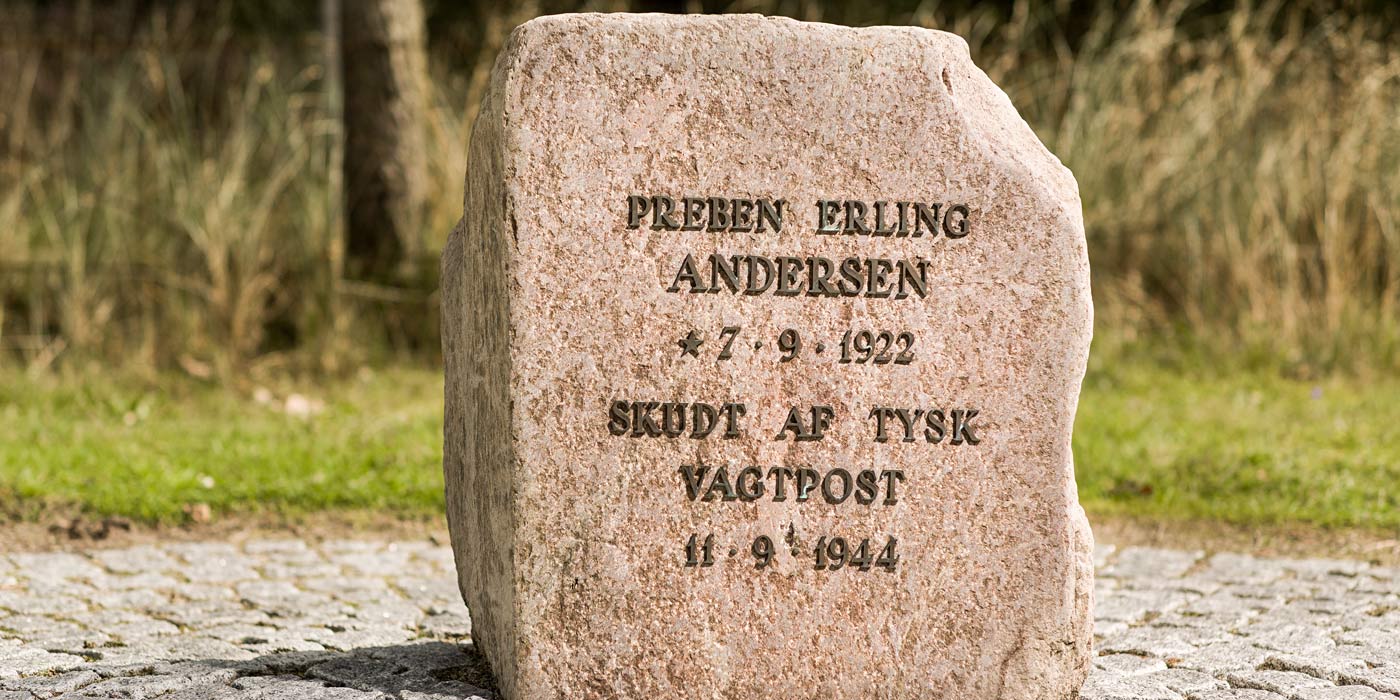 PREBEN ERLING
ANDERSEN
★ 7 · 9 · 1922
SKUDT AF TYSK
VAGTPOST
11 · 9 · 1944